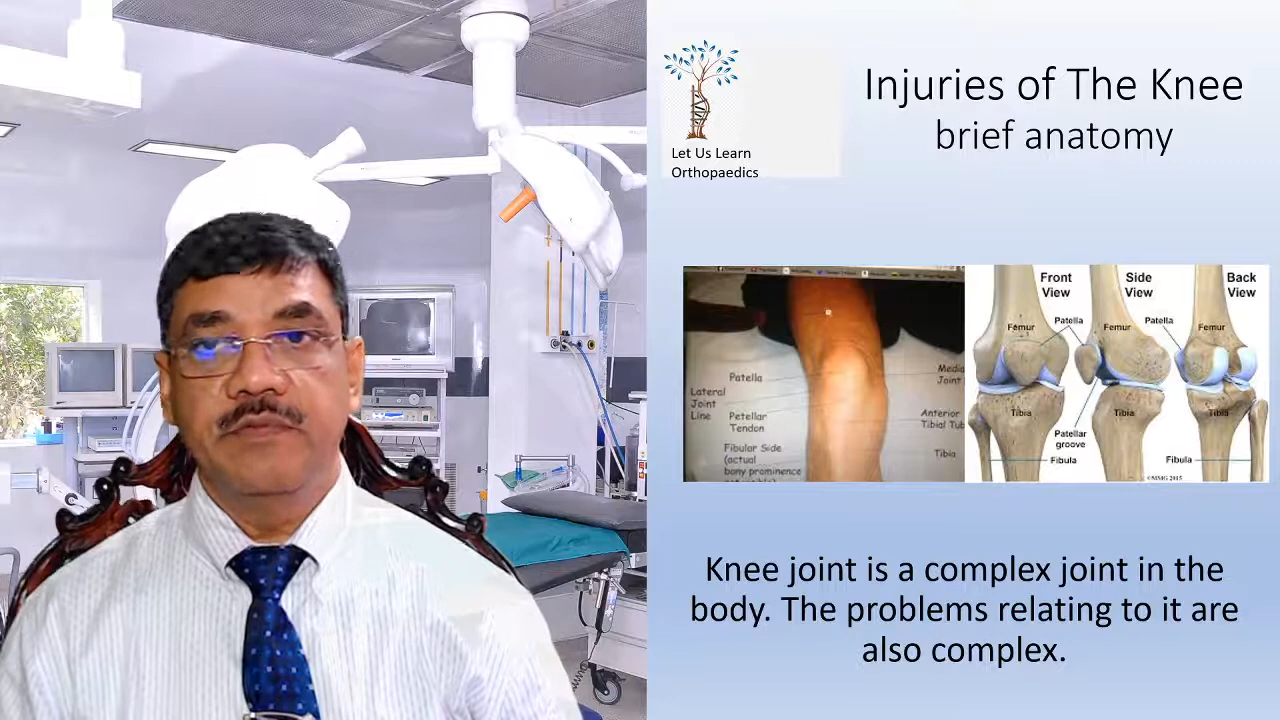 Let Us Learn
Orthopaedics
Injuries of The Knee
brief anatomy
Patella
Lateral
Joint
Line
Petellar
Tendon
Fibular Side
(actual
bony prominence
Joint
Anterior
Tibia
Front
View
Side
View
Back
View
Femur
Patella
Femur
Patella
Femur
Tibia
Tibia
Tibia
Patellar
groove
Fibula
Fibula
©MMG 2015
Knee joint is a complex joint in the
body. The problems relating to it are
also complex.